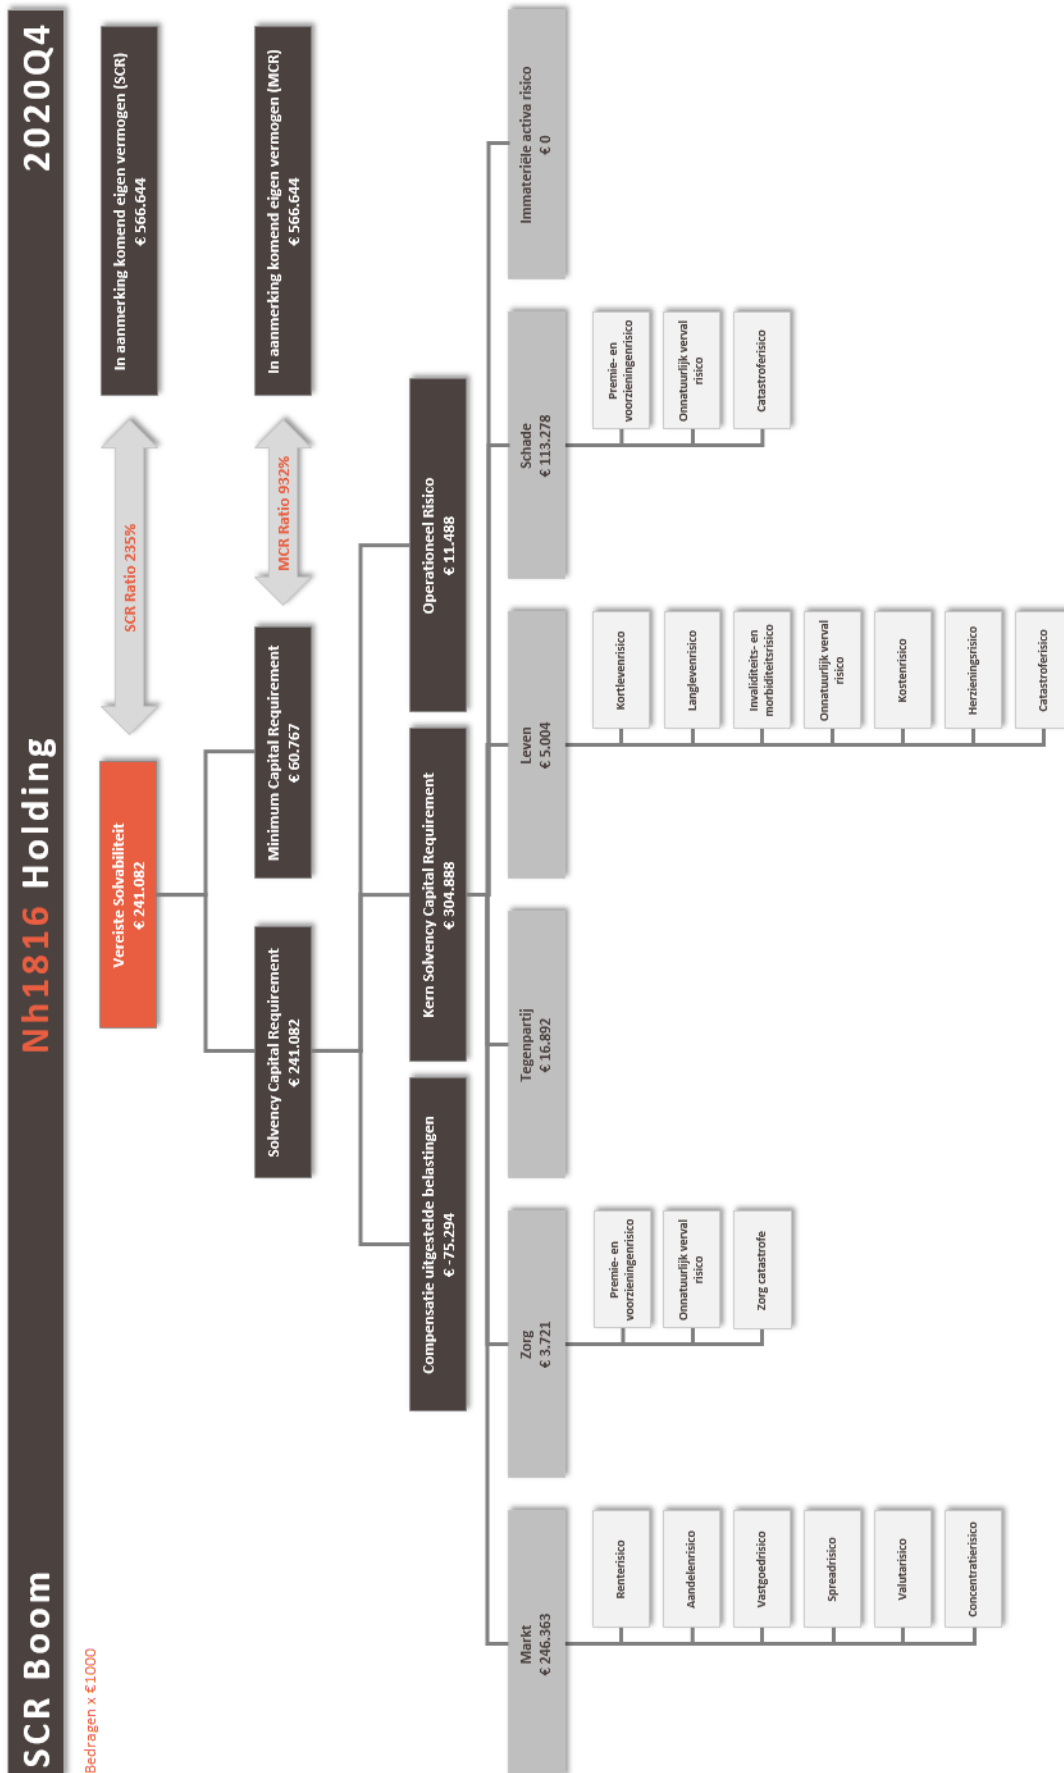 SCR Boom Nh1816 Holding 2020Q4
Bedragen x €1000
Vereiste Solvabiliteit
€ 241.082
SCR Ratio 235%
In aanmerking komend eigen vermogen (SCR)
€ 566.644
Solvency Capital Requirement
€ 241.082
Minimum Capital Requirement
€ 60.767
MCR Ratio 932%
In aanmerking komend eigen vermogen (MCR)
€ 566.644
Compensatie uitgestelde belastingen
€ -75.294
Kern Solvency Capital Requirement
€ 304.888
Operationeel Risico
€ 11.488
Markt
€ 246.363
Zorg
€ 3.721
Tegenpartij
€ 16.892
Leven
€ 5.004
Schade
€ 113.278
Immateriële activa risico
€ 0
Renterisico
Aandelenrisico
Vastgoedrisico
Spreadrisico
Valutarisico
Concentratierisico
Premie- en
voorzieningenrisico
Onnatuurlijk verval
risico
Zorg catastrofe
Kortlevenrisico
Langlevenrisico
Invaliditeits- en
morbiditeitsrisico
Onnatuurlijk verval
risico
Kostenrisico
Herzieningsrisico
Catastroferisico
Premie- en
voorzieningenrisico
Onnatuurlijk verval
risico
Catastroferisico